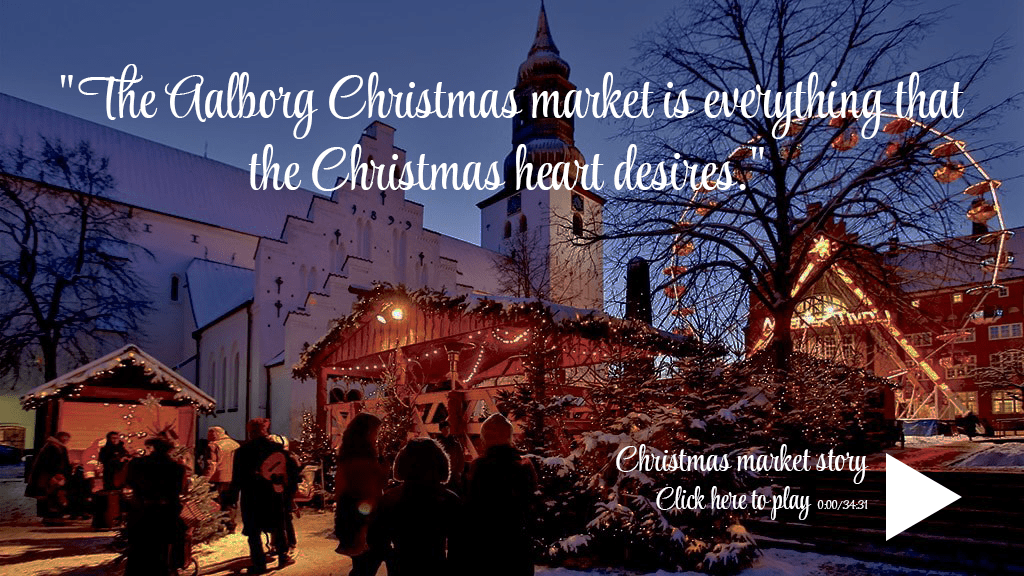 "The Aalborg Christmas market is everything that
the Christmas heart desires."
Christmas market story
Click here to play 0:00/34:31